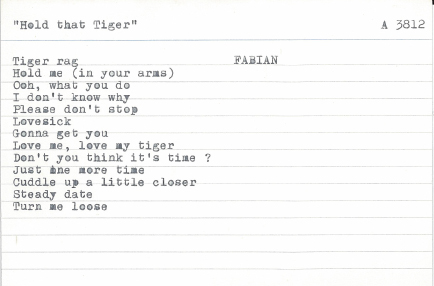 "Hold that Tiger" A 3812
Tiger rag FABIAN
Hold me (in your arms)
Ooh, what you do
I don't know why
Please don't stop
Lovesick
Gonna get you
Love me, love my tiger
Don't you think it's time ?
Just one more time
Cuddle up a little closer
Steady date
Turn me loose